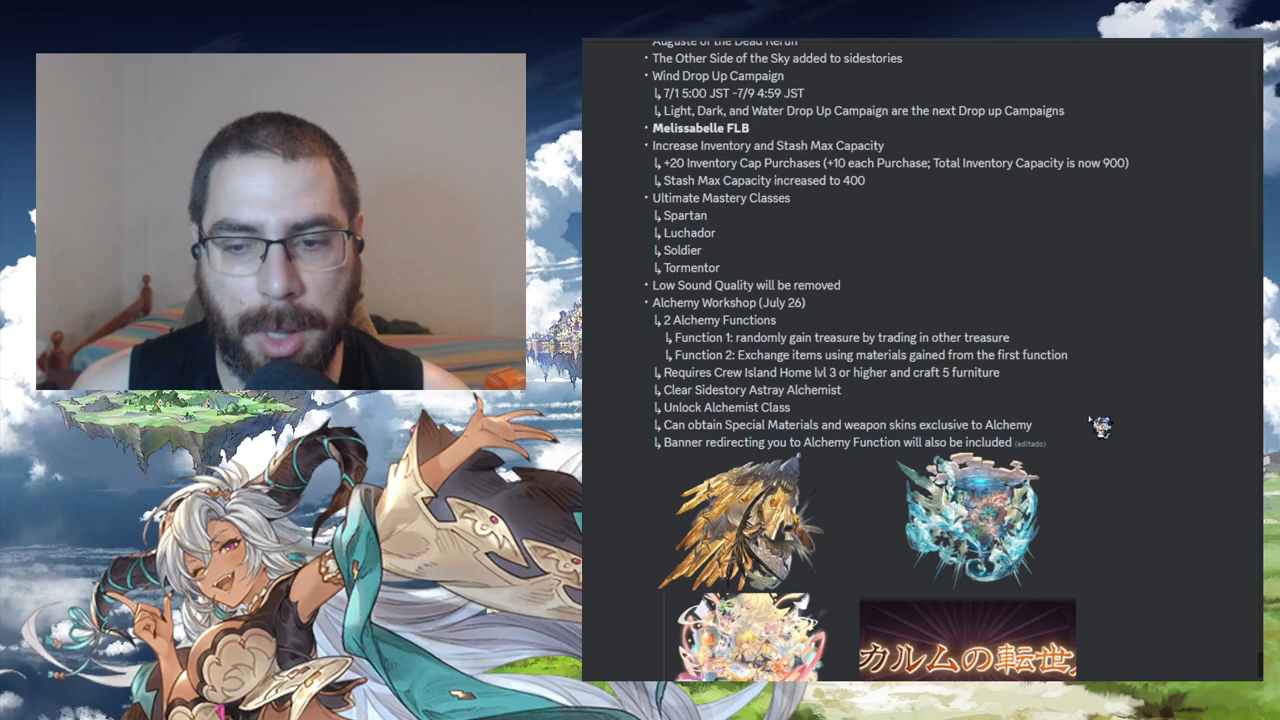 Auguste of the Dead Rerun
• The Other Side of the Sky added to sidestories
• Wind Drop Up Campaign
↳ 7/1 5:00 JST -7/9 4:59 JST
↳ Light, Dark, and Water Drop Up Campaign are the next Drop up Campaigns
• Melissabelle FLB
• Increase Inventory and Stash Max Capacity
↳ +20 Inventory Cap Purchases (+10 each Purchase; Total Inventory Capacity is now 900)
↳ Stash Max Capacity increased to 400
• Ultimate Mastery Classes
↳ Spartan
↳ Luchador
↳ Soldier
↳ Tormentor
• Low Sound Quality will be removed
• Alchemy Workshop (July 26)
↳ 2 Alchemy Functions
↳ Function 1: randomly gain treasure by trading in other treasure
↳ Function 2: Exchange items using materials gained from the first function
↳ Requires Crew Island Home lvl 3 or higher and craft 5 furniture
↳ Clear Sidestory Astray Alchemist
↳ Unlock Alchemist Class
↳ Can obtain Special Materials and weapon skins exclusive to Alchemy
↳ Banner redirecting you to Alchemy Function will also be included (editado)
カルムの転世